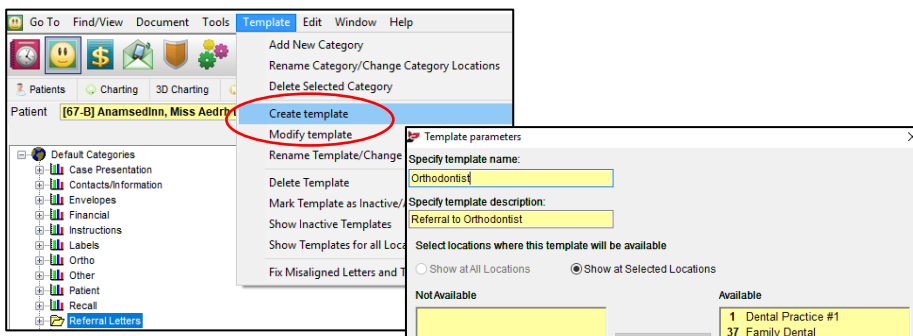 Go To Find/View Document Tools Template Edit Window Help
Add New Category
Rename Category/Change Category Locations
Delete Selected Category
Create template
Modify template
Rename Template/Change
Delete Template
Mark Template as Inactive/
Show Inactive Templates
Show Templates for all Loca
Fix Misaligned Letters and T
Patients Charting 3D Charting
Patient [67-B] AnamsedInn, Miss Aedrh
Default Categories
Case Presentation
Contacts/Information
Envelopes
Financial
Instructions
Labels
Ortho
Other
Patient
Recall
Referral Letters
Template parameters
Specify template name:
Orthodontist
Specify template description:
Referral to Orthodontist
Select locations where this template will be available
Show at All Locations Show at Selected Locations
Not Available Available
1 Dental Practice #1
37 Family Dental